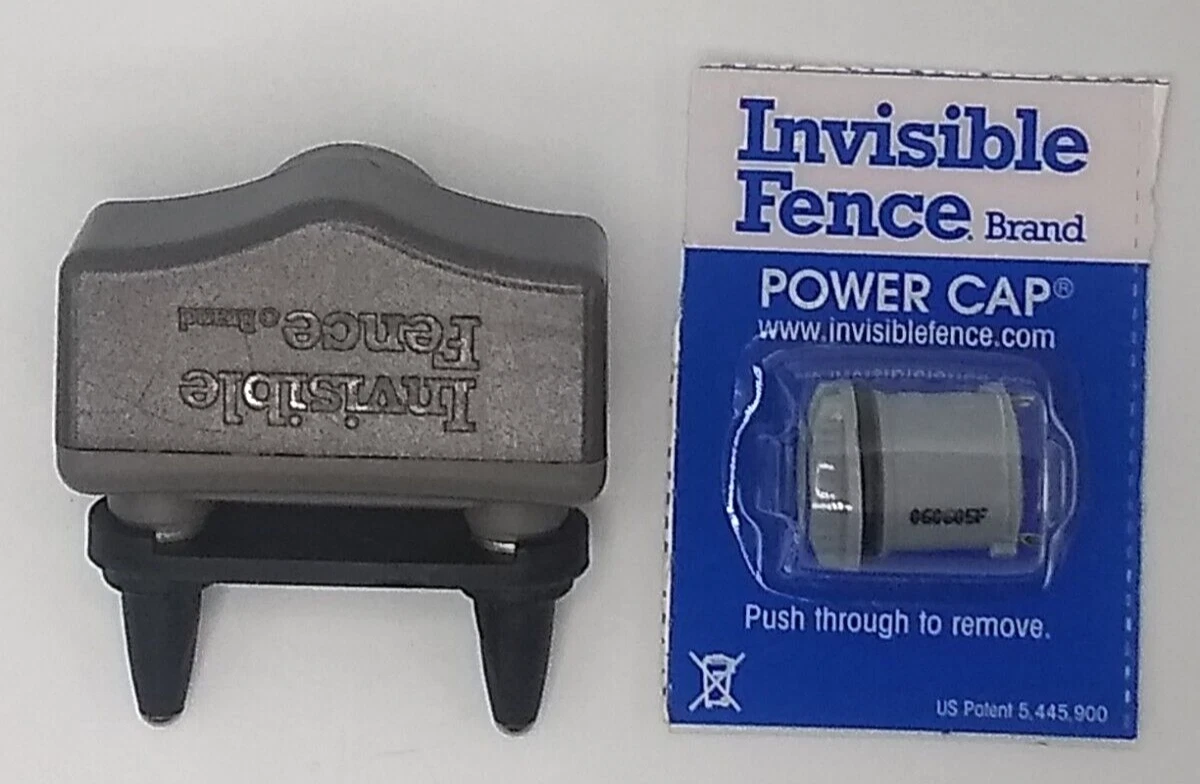 Invisible
Fence® Brand
Invisible
Fence. Brand
POWER CAP®
www.invisiblefence.com
Push through to remove.
US Patent 5,445,900